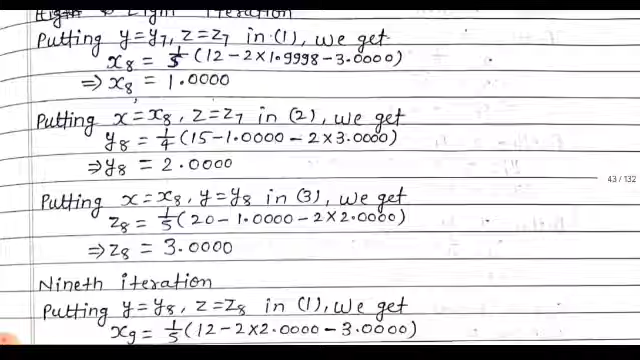 Eight iteration
Putting y=y₇, z=z₇ in (1), we get
x₈ = 1/5 (12-2×1.9998-3.0000)
⇒ x₈ = 1.0000
Putting x=x₈, z=z₇ in (2), we get
y₈ = 1/4 (15-1.0000-2×3.0000)
⇒ y₈ = 2.0000
43 / 132
Putting x=x₈, y=y₈ in (3), we get
z₈ = 1/5 (20-1.0000-2×2.0000)
⇒ z₈ = 3.0000
Nineth iteration
Putting y=y₈, z=z₈ in (1), we get
x₉ = 1/5 (12-2×2.0000-3.0000)